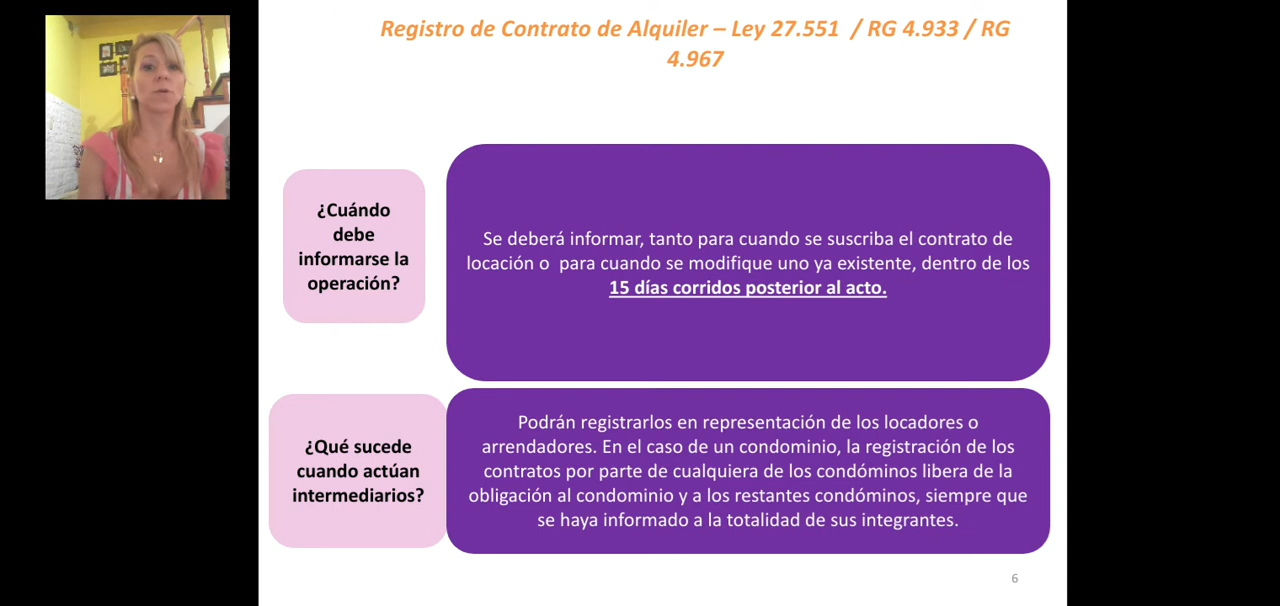 Registro de Contrato de Alquiler – Ley 27.551 / RG 4.933 / RG
4.967
¿Cuándo
debe
informarse la
operación?
Se deberá informar, tanto para cuando se suscriba el contrato de
locación o para cuando se modifique uno ya existente, dentro de los
15 días corridos posterior al acto.
¿Qué sucede
cuando actúan
intermediarios?
Podrán registrarlos en representación de los locadores o
arrendadores. En el caso de un condominio, la registración de los
contratos por parte de cualquiera de los condóminos libera de la
obligación al condominio y a los restantes condóminos, siempre que
se haya informado a la totalidad de sus integrantes.
6